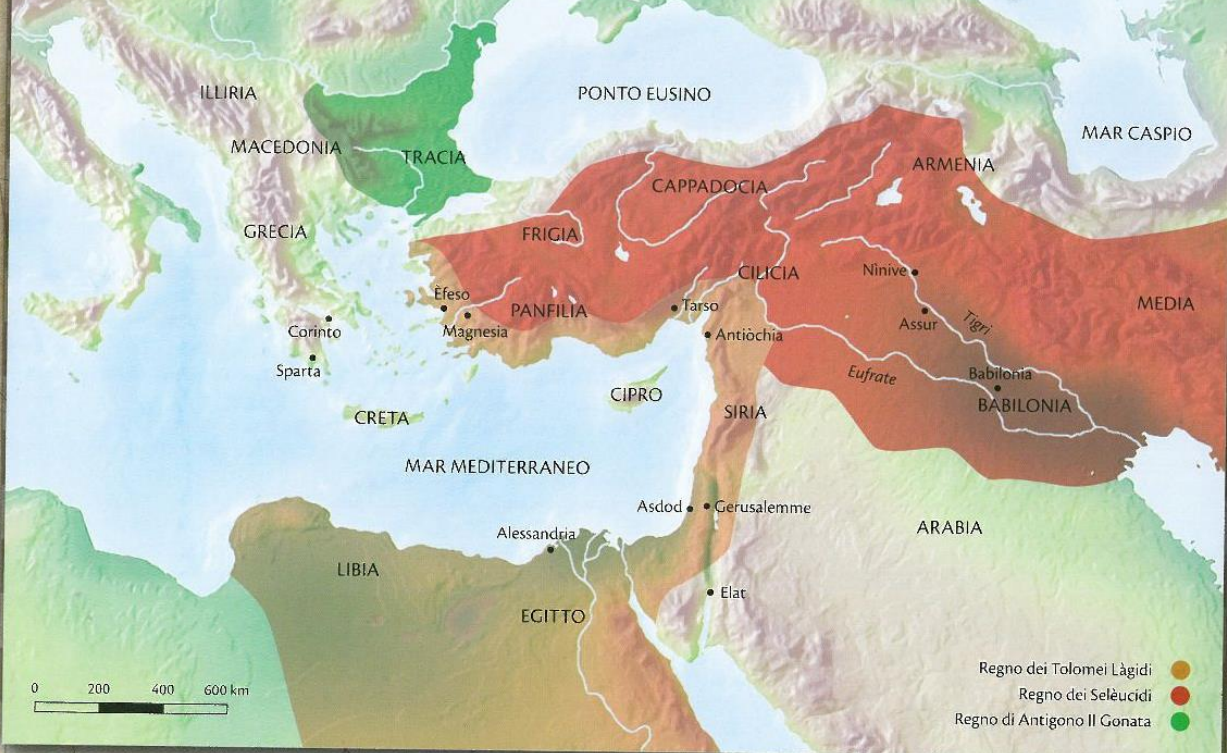 ILLIRIA
PONTO EUSINO
MAR CASPIO
MACEDONIA
TRACIA
ARMENIA
CAPPADOCIA
GRECIA
FRIGIA
CILICIA
Nìnive
Èfeso
PANFILIA
Tarso
MEDIA
Corinto
Magnesia
Antiòchia
Assur
Tigri
Sparta
Eufrate
Babilonia
CIPRO
BABILONIA
CRETA
SIRIA
MAR MEDITERRANEO
Asdod
Gerusalemme
Alessandria
ARABIA
LIBIA
Elat
EGITTO
Regno dei Tolomei Làgidi
Regno dei Selèucidi
Regno di Antigono II Gonata
0 200 400 600 km